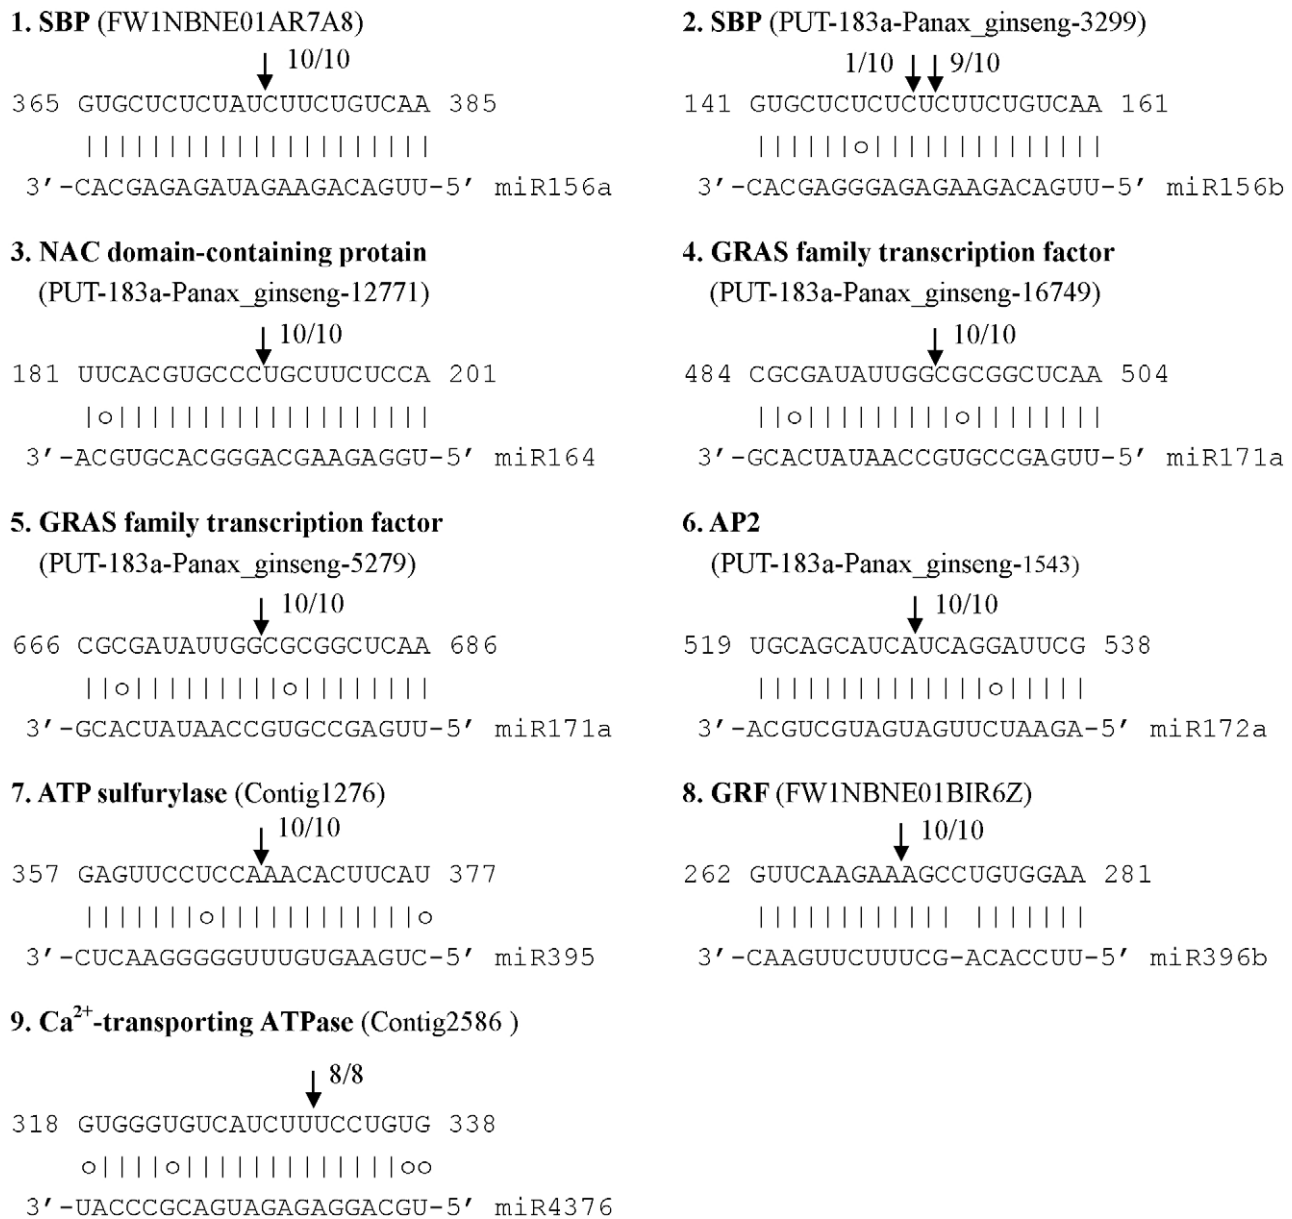 1. SBP (FW1NBNE01AR7A8)
10/10
365 GUGCUCUCUAUCUUCUGUCAA 385
|||||||||||||||||||||
3′-CACGAGAGAUAGAAGACAGUU-5′ miR156a
2. SBP (PUT-183a-Panax_ginseng-3299)
1/10 9/10
141 GUGCUCUCUCUCUUCUGUCAA 161
||||||o||||||||||||||
3′-CACGAGGGAGAGAAGACAGUU-5′ miR156b
3. NAC domain-containing protain
(PUT-183a-Panax_ginseng-12771)
10/10
181 UUCACGUGCCCUGCUUCUCCA 201
|o|||||||||||||||||||
3′-ACGUGCACGGGACGAAGAGGU-5′ miR164
4. GRAS family transcription factor
(PUT-183a-Panax_ginseng-16749)
10/10
484 CGCGAUAUUGGCGCGGCUCAA 504
||o|||||||||o||||||||
3′-GCACUAUAACCGUGCCGAGUU-5′ miR171a
5. GRAS family transcription factor
(PUT-183a-Panax_ginseng-5279)
10/10
666 CGCGAUAUUGGCGCGGCUCAA 686
||o|||||||||o||||||||
3′-GCACUAUAACCGUGCCGAGUU-5′ miR171a
6. AP2
(PUT-183a-Panax_ginseng-1543)
10/10
519 UGCAGCAUCAUCAGGAUUCG 538
||||||||||||||o|||||
3′-ACGUCGUAGUAGUUCUAAGA-5′ miR172a
7. ATP sulfurylase (Contig1276)
10/10
357 GAGUUCCUCCAAACACUUCAU 377
|||||||o||||||||||||o
3′-CUCAAGGGGGUUUGUGAAGUC-5′ miR395
8. GRF (FW1NBNE01BIR6Z)
10/10
262 GUUCAAGAAAGCCUGUGGAA 281
|||||||||||| |||||||
3′-CAAGUUCUUUCG-ACACCUU-5′ miR396b
9. Ca²⁺-transporting ATPase (Contig2586 )
8/8
318 GUGGGUGUCAUCUUUCCUGUG 338
o||||o|||||||||||||oo
3′-UACCCGCAGUAGAGAGGACGU-5′ miR4376